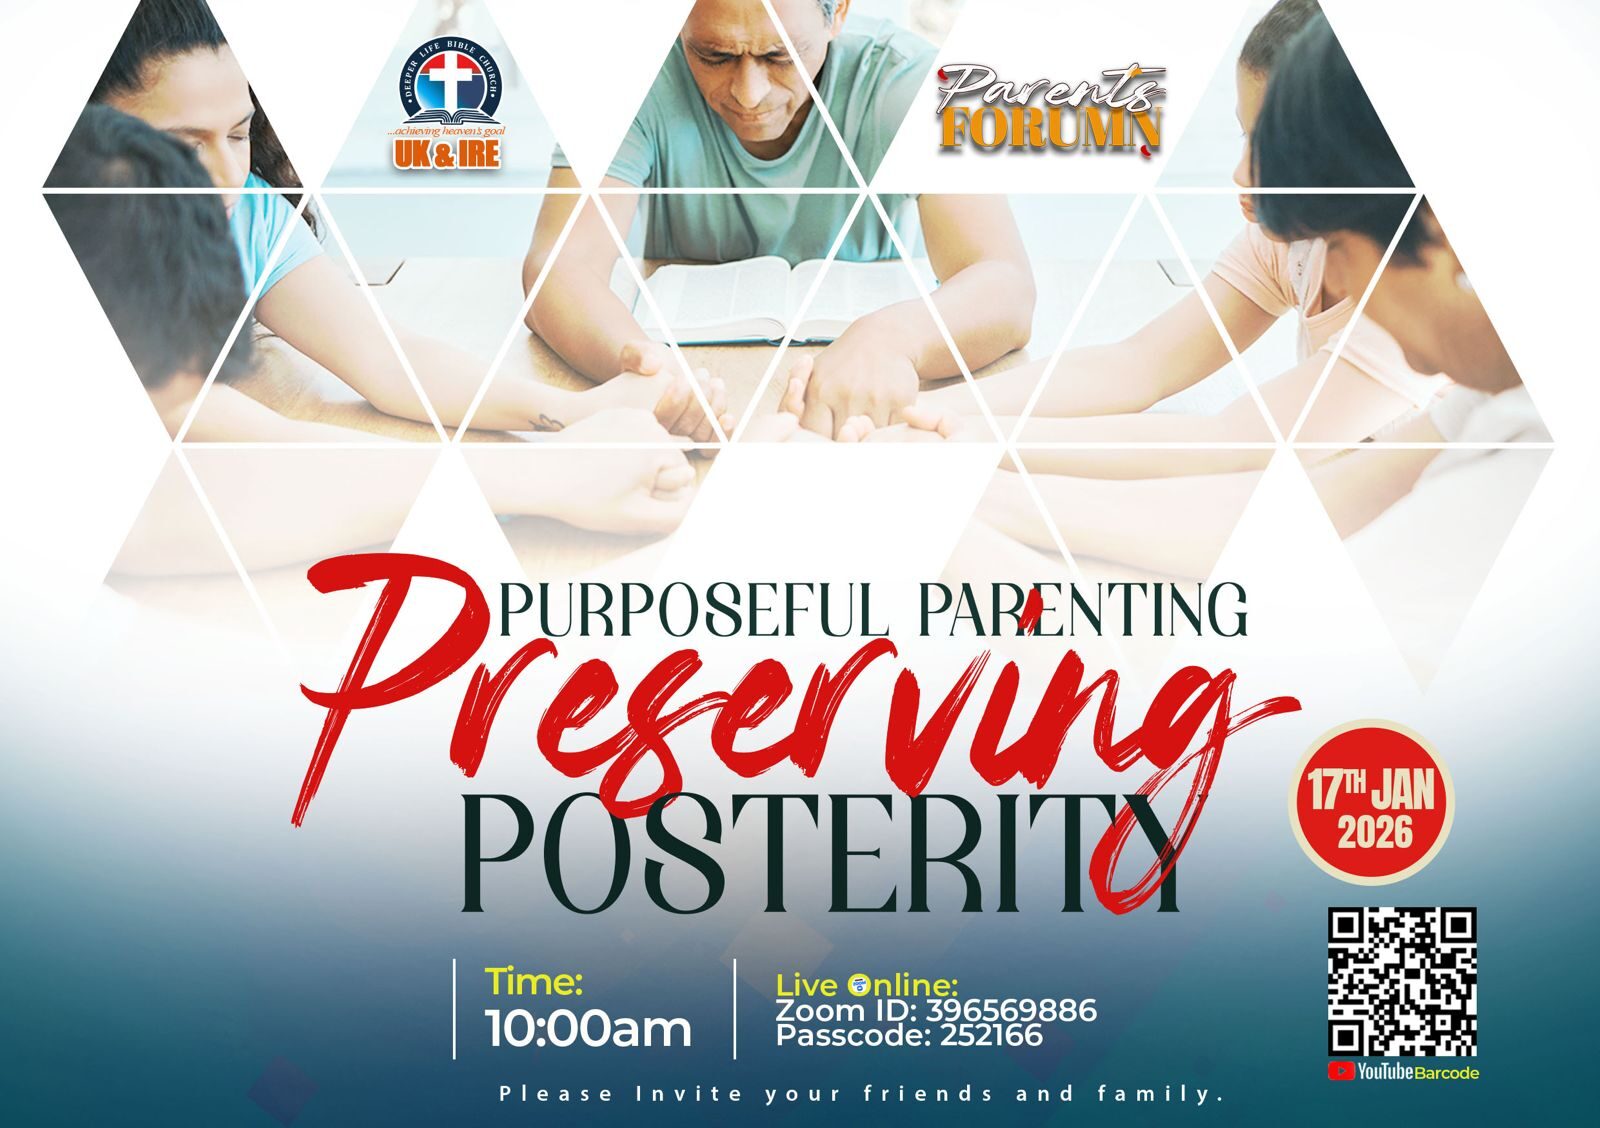 DEEPER LIFE BIBLE CHURCH
...achieving heaven's goal
UK & IRE
Parents
FORUMN
PURPOSEFUL PARENTING
Preserving
POSTERITY
17TH JAN
2026
Time:
10:00am
Live Online:
Zoom ID: 396569886
Passcode: 252166
YouTube Barcode
Please Invite your friends and family.